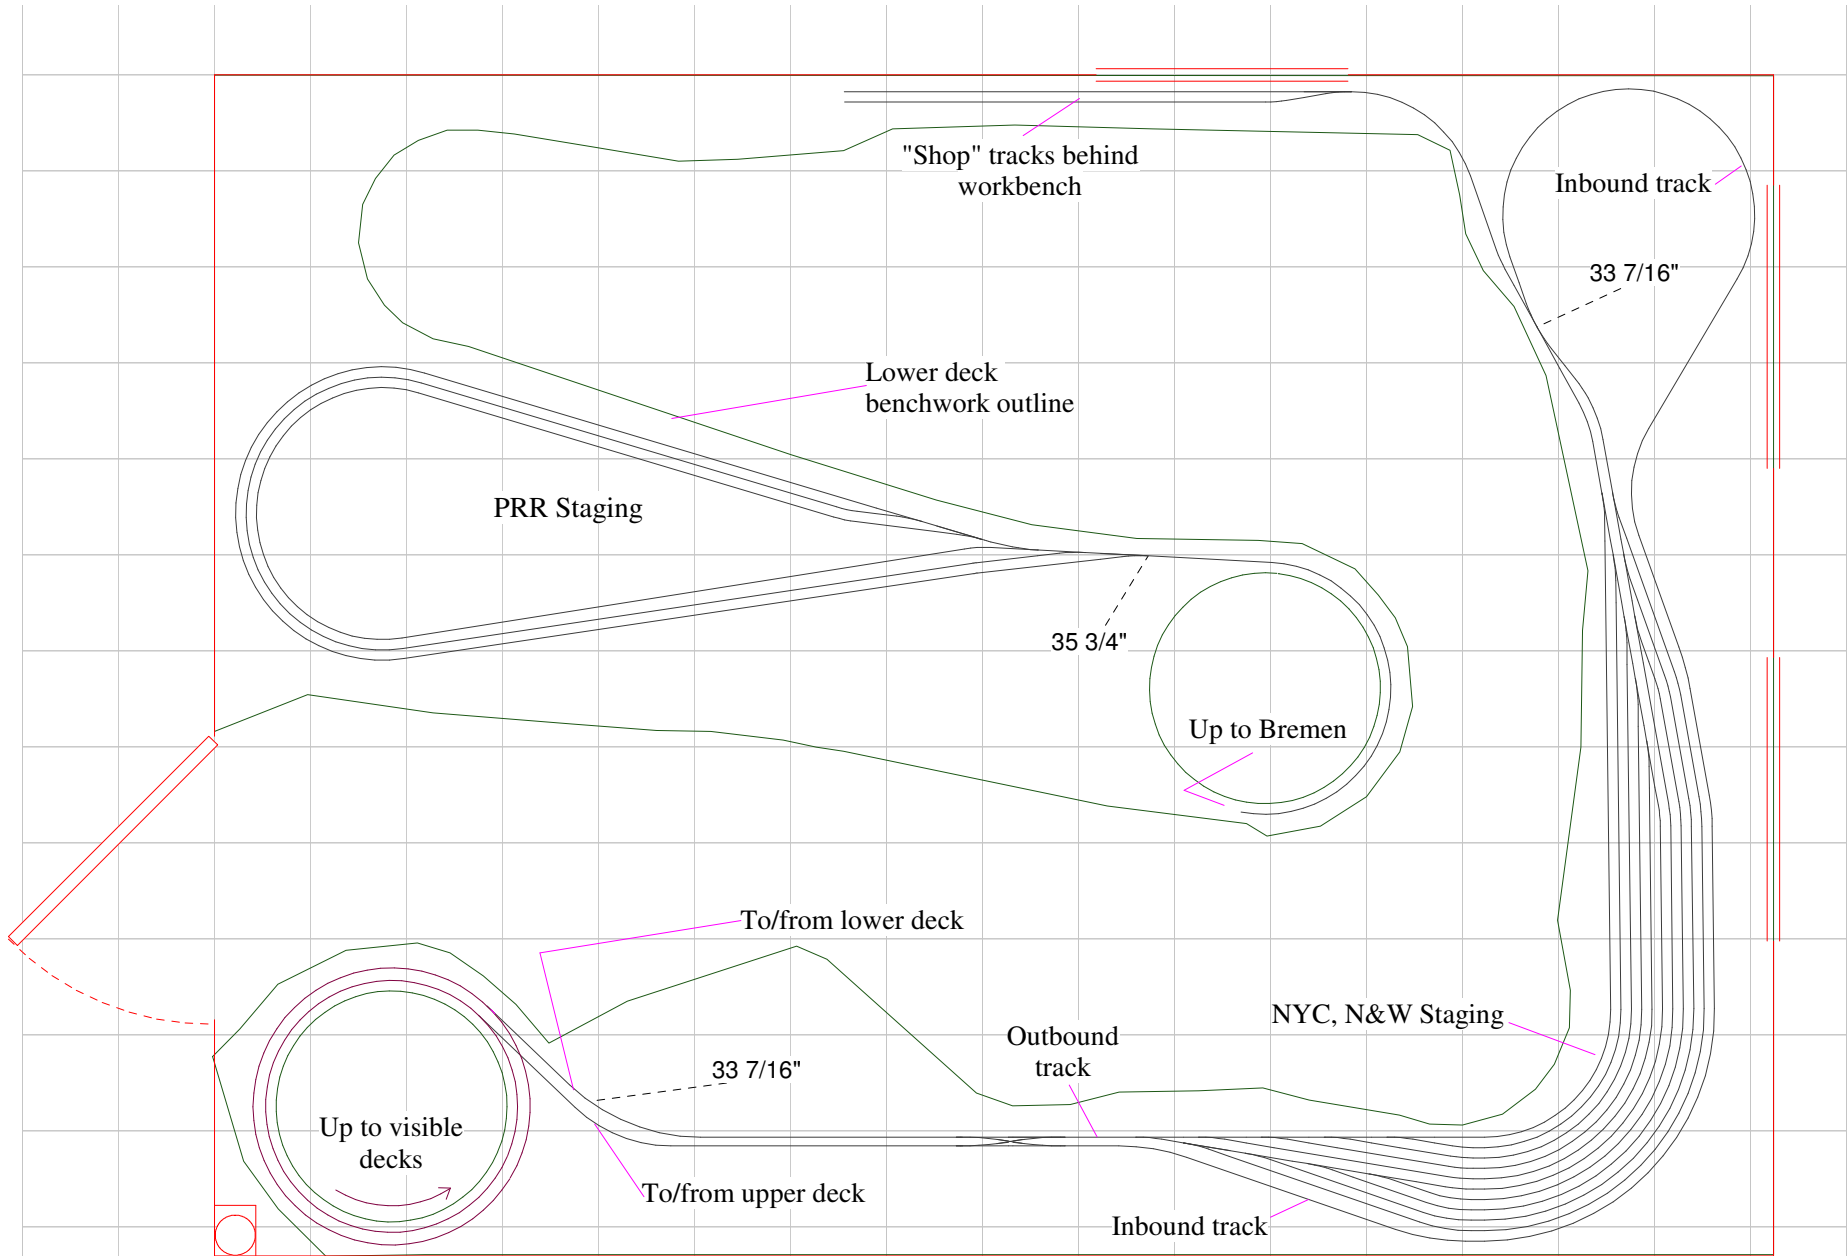 "Shop" tracks behind
workbench
Inbound track
33 7/16"
Lower deck
benchwork outline
PRR Staging
35 3/4"
Up to Bremen
To/from lower deck
NYC, N&W Staging
Outbound
track
33 7/16"
Up to visible
decks
To/from upper deck
Inbound track